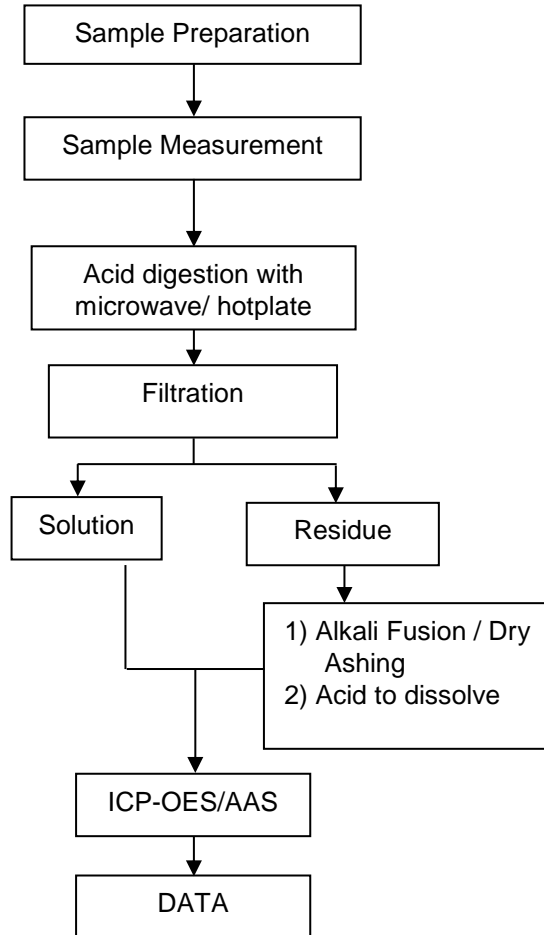 Sample Preparation
Sample Measurement
Acid digestion with
microwave/ hotplate
Filtration
Solution
Residue
1) Alkali Fusion / Dry
Ashing
2) Acid to dissolve
ICP-OES/AAS
DATA